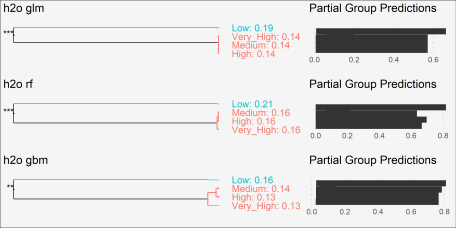 h2o glm
Partial Group Predictions
***
Low: 0.19
Very_High: 0.14
Medium: 0.14
High: 0.14
0.0 0.2 0.4 0.6
h2o rf
Partial Group Predictions
***
Low: 0.21
Medium: 0.16
High: 0.16
Very_High: 0.16
0.0 0.2 0.4 0.6 0.8
h2o gbm
Partial Group Predictions
**
Low: 0.16
Medium: 0.14
High: 0.13
Very_High: 0.13
0.0 0.2 0.4 0.6 0.8